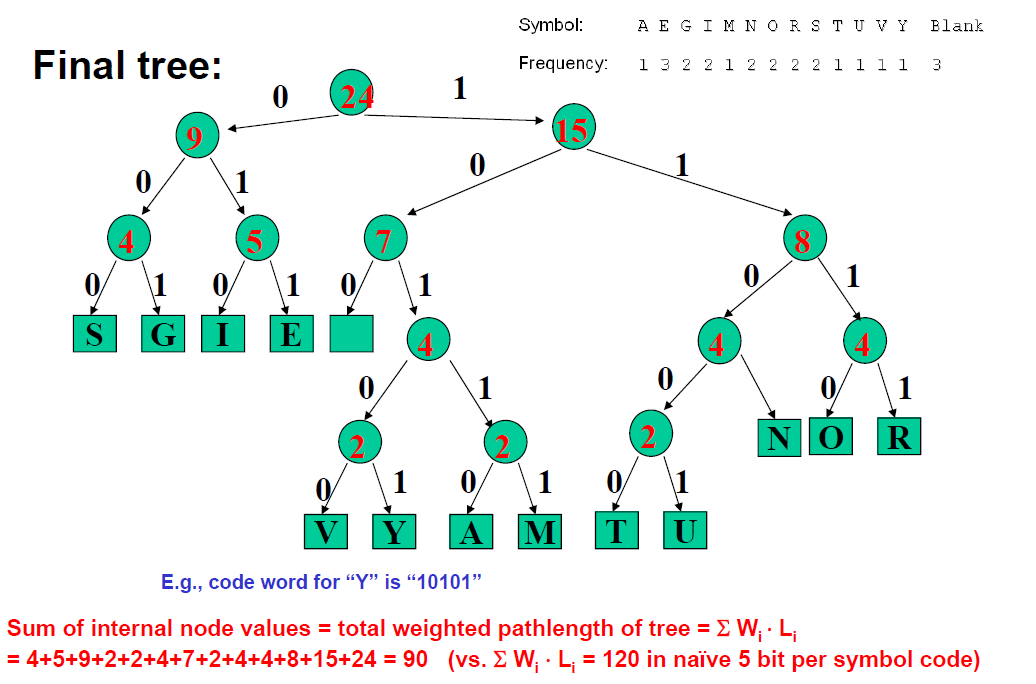 Symbol: A E G I M N O R S T U V Y Blank
Final tree:
Frequency: 1 3 2 2 1 2 2 2 2 1 1 1 1 3
0 24 1
9 15
0 1 0 1
4 5 7 8
0 1 0 1 0 1 0 1
S G I E 4 4 4
0 1 0 0 1
2 2 2 N O R
0 1 0 1 0 1
V Y A M T U
E.g., code word for “Y” is “10101”
Sum of internal node values = total weighted pathlength of tree = Σ Wi · Li
= 4+5+9+2+2+4+7+2+4+4+8+15+24 = 90 (vs. Σ Wi · Li = 120 in naïve 5 bit per symbol code)